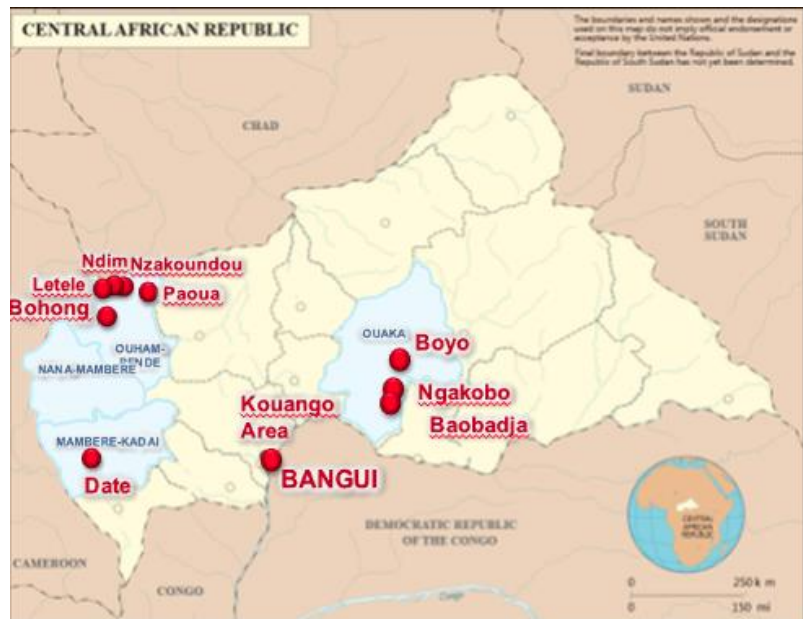 CENTRAL AFRICAN REPUBLIC
The boundaries and names shown and the designations
used on this map do not imply official endorsement or
acceptance by the United Nations.
Final boundary between the Republic of Sudan and the
Republic of South Sudan has not yet been determined.
SUDAN
CHAD
SOUTH
SUDAN
Ndim
Nzakoundou
Letele
Paoua
Bohong
OUHAM-
PENDE
NANA-MAMBERE
OUAKA
Boyo
Kouango
Area
Ngakobo
Baobadja
MAMBERE-KADAI
Date
BANGUI
DEMOCRATIC REPUBLIC
OF THE CONGO
CENTRAL
AFRICAN
REPUBLIC
CAMEROON
CONGO
Congo
0 250 k m
0 150 mi